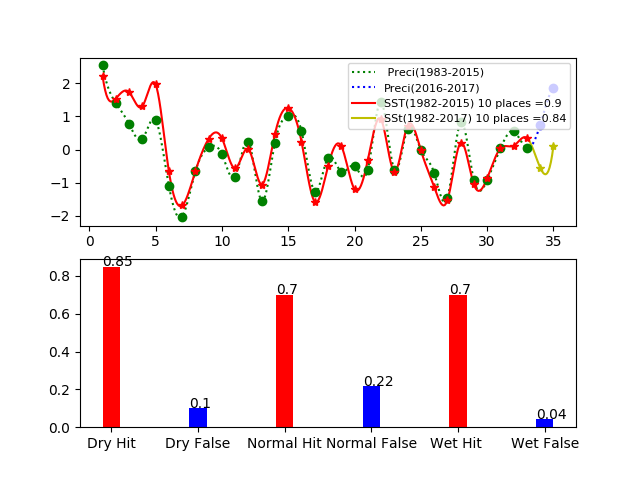 Preci(1983-2015)
Preci(2016-2017)
SST(1982-2015) 10 places =0.9
SSt(1982-2017) 10 places =0.84
2
1
0
−1
−2
0 5 10 15 20 25 30 35
0.8
0.6
0.4
0.2
0.0
0.85
0.1
0.7
0.22
0.7
0.04
Dry Hit Dry False Normal Hit Normal False Wet Hit Wet False